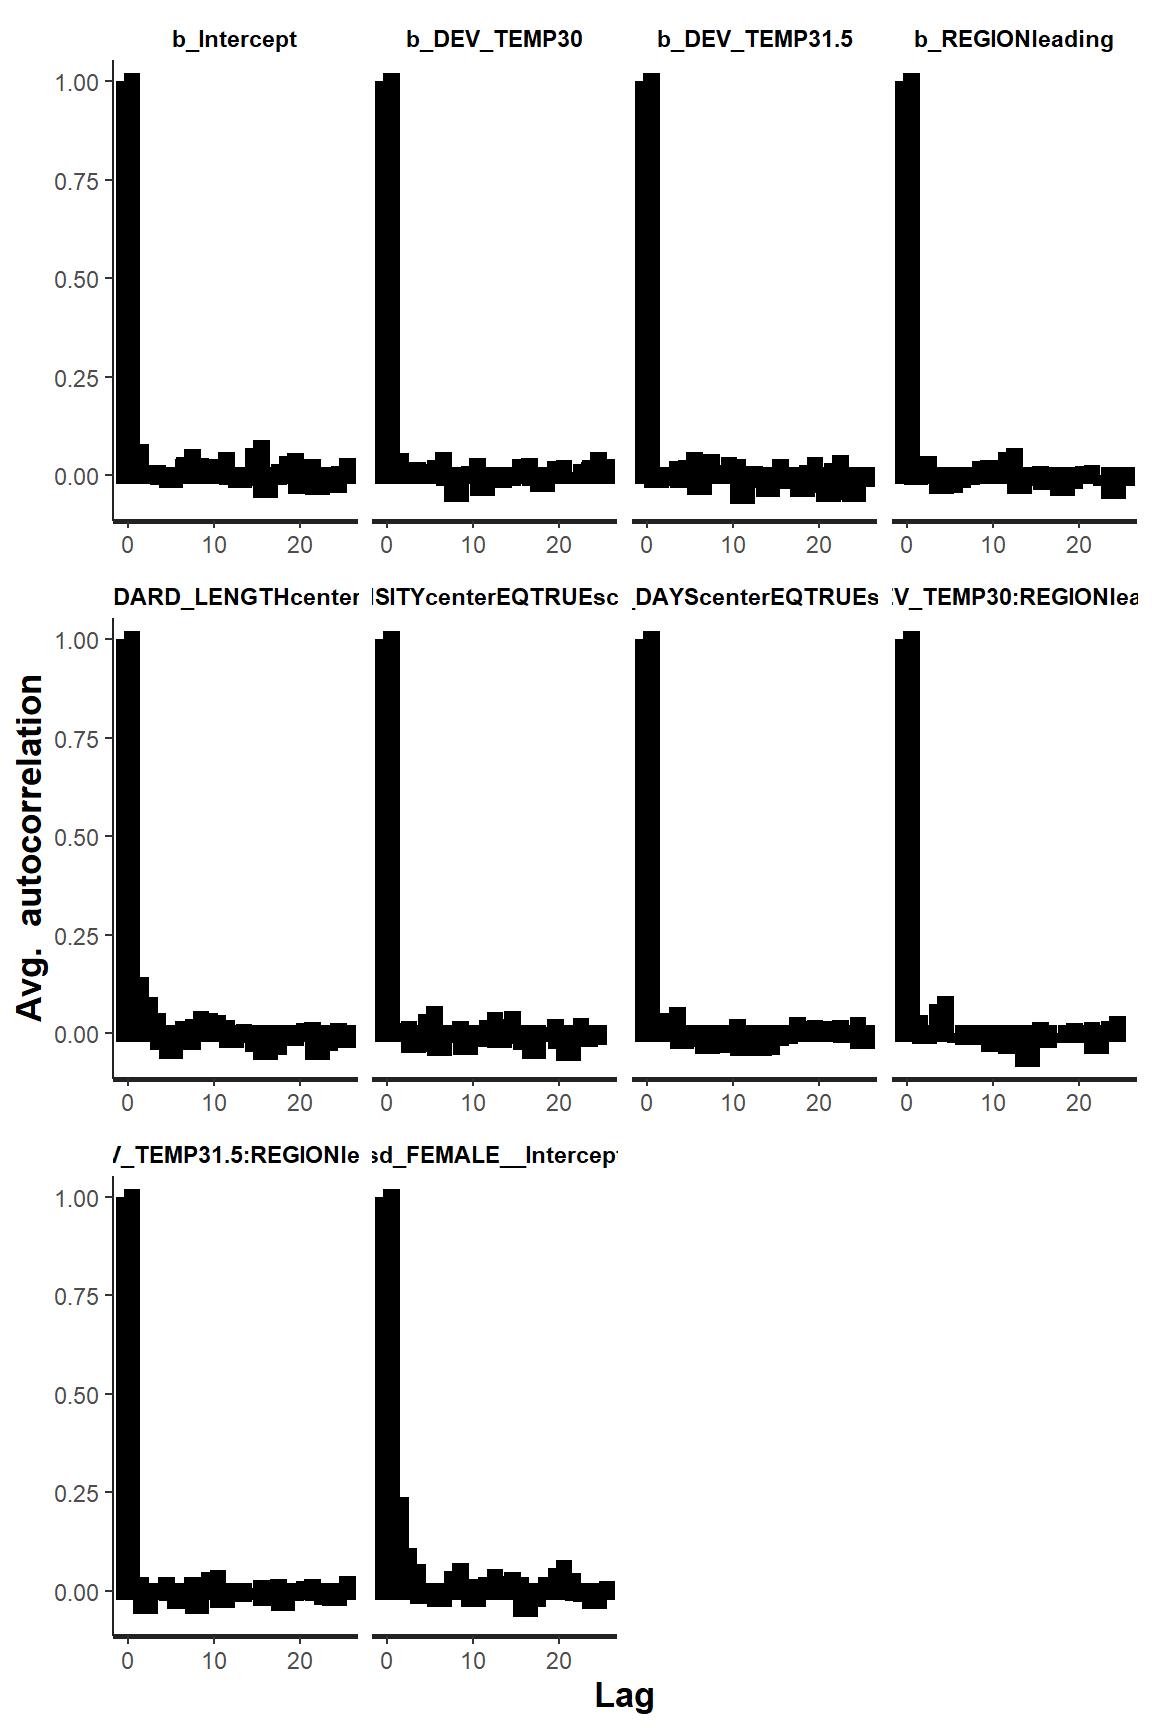 b_Intercept b_DEV_TEMP30 b_DEV_TEMP31.5 b_REGIONleading
1.00
0.75
0.50
0.25
0.00
0 10 20 0 10 20 0 10 20 0 10 20
DARD_LENGTHcenter SITYcenterEQTRUEsc _DAYScenterEQTRUEs V_TEMP30:REGIONlea
1.00
0.75
0.50
0.25
0.00
0 10 20 0 10 20 0 10 20 0 10 20
_TEMP31.5:REGIONle sd_FEMALE__Intercept
1.00
0.75
0.50
0.25
0.00
0 10 20 0 10 20
Avg. autocorrelation
Lag